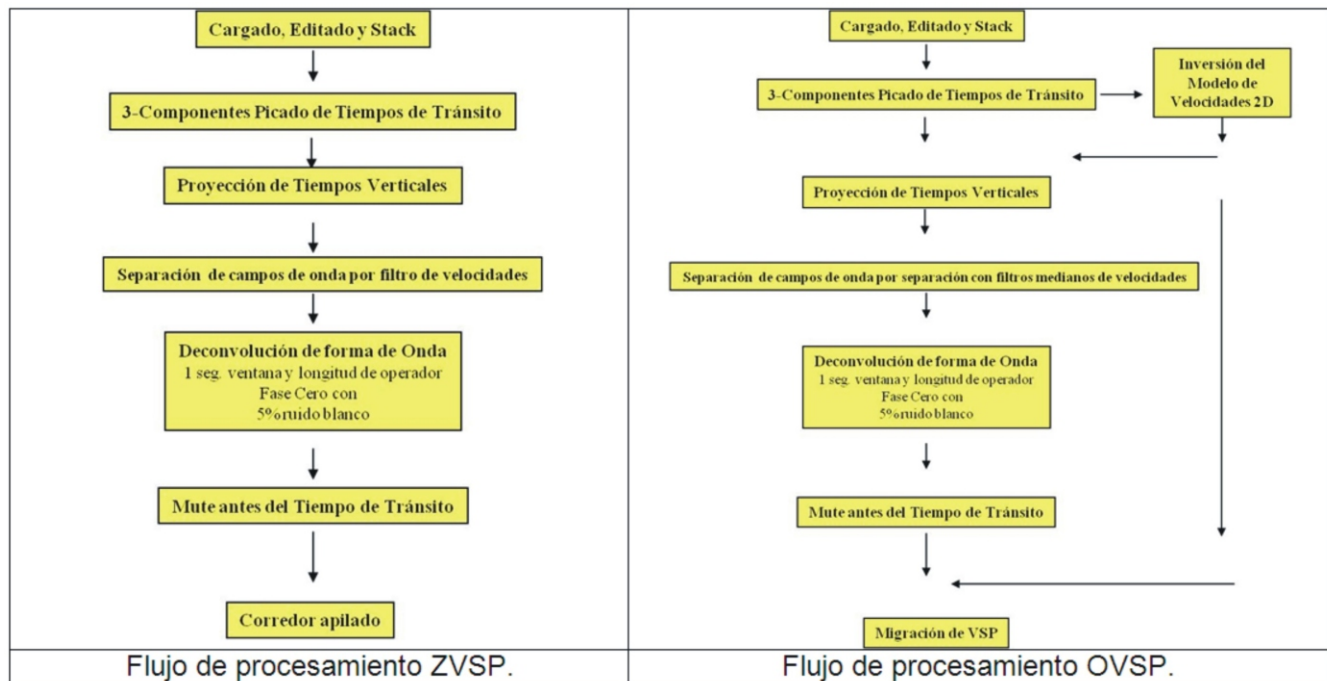 Cargado, Editado y Stack
3-Componentes Picado de Tiempos de Tránsito
Proyección de Tiempos Verticales
Separación de campos de onda por filtro de velocidades
Deconvolución de forma de Onda
1 seg. ventana y longitud de operador
Fase Cero con
5% ruido blanco
Mute antes del Tiempo de Tránsito
Corredor apilado
Flujo de procesamiento ZVSP.
Cargado, Editado y Stack
3-Componentes Picado de Tiempos de Tránsito
Inversión del
Modelo de
Velocidades 2D
Proyección de Tiempos Verticales
Separación de campos de onda por separación con filtros medianos de velocidades
Deconvolución de forma de Onda
1 seg. ventana y longitud de operador
Fase Cero con
5% ruido blanco
Mute antes del Tiempo de Tránsito
Migración de VSP
Flujo de procesamiento OVSP.